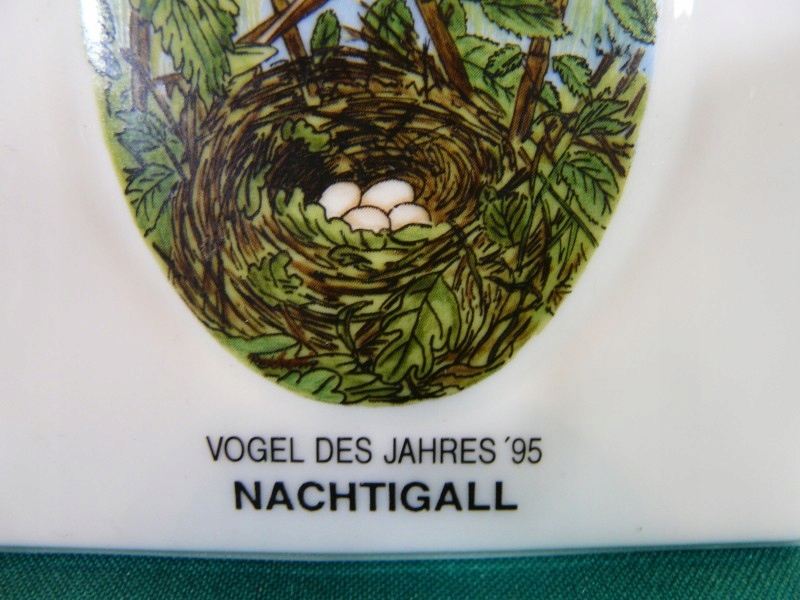 VOGEL DES JAHRES ´95
NACHTIGALL